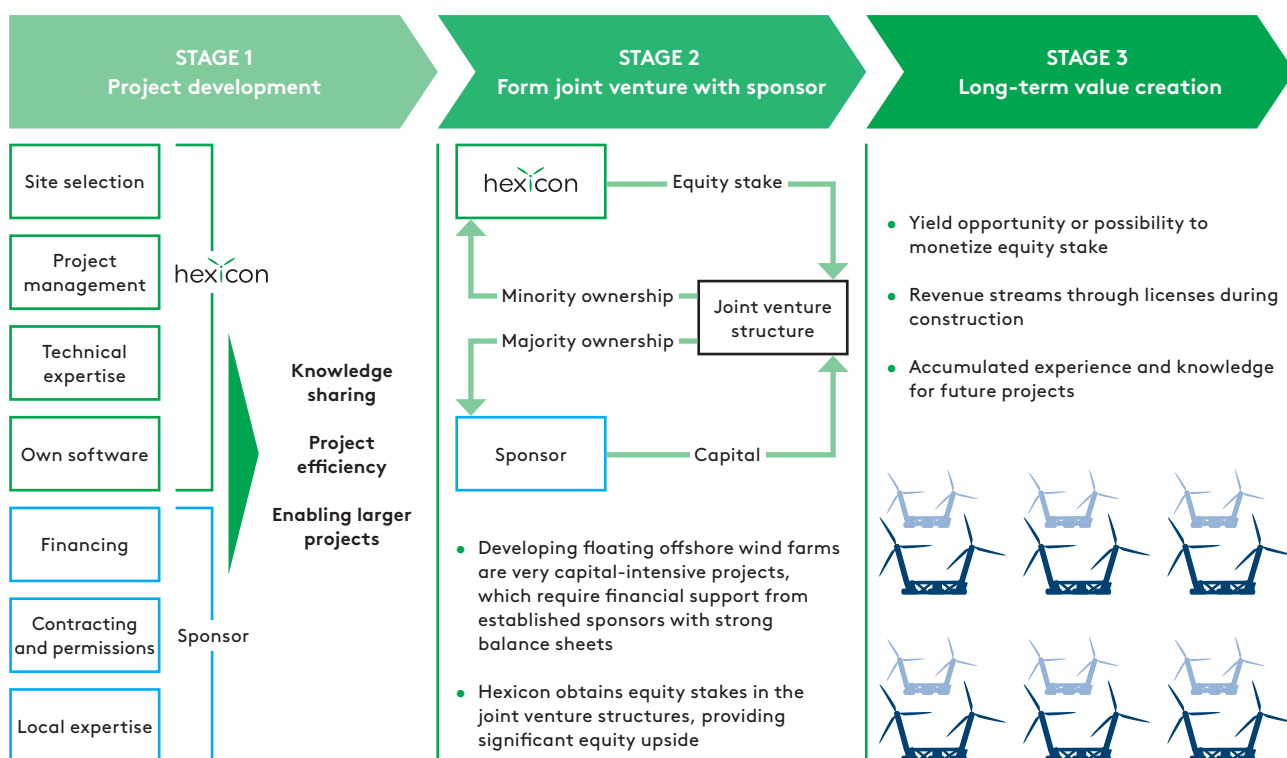 STAGE 1
Project development
STAGE 2
Form joint venture with sponsor
STAGE 3
Long-term value creation
Site selection
Project
management
Technical
expertise
Own software
Financing
Contracting
and permissions
Local expertise
hexicon
Sponsor
Knowledge
sharing
Project
efficiency
Enabling larger
projects
hexicon
Equity stake
Minority ownership
Majority ownership
Joint venture
structure
Sponsor
Capital
• Developing floating offshore wind farms
are very capital-intensive projects,
which require financial support from
established sponsors with strong
balance sheets
• Hexicon obtains equity stakes in the
joint venture structures, providing
significant equity upside
• Yield opportunity or possibility to
monetize equity stake
• Revenue streams through licenses during
construction
• Accumulated experience and knowledge
for future projects